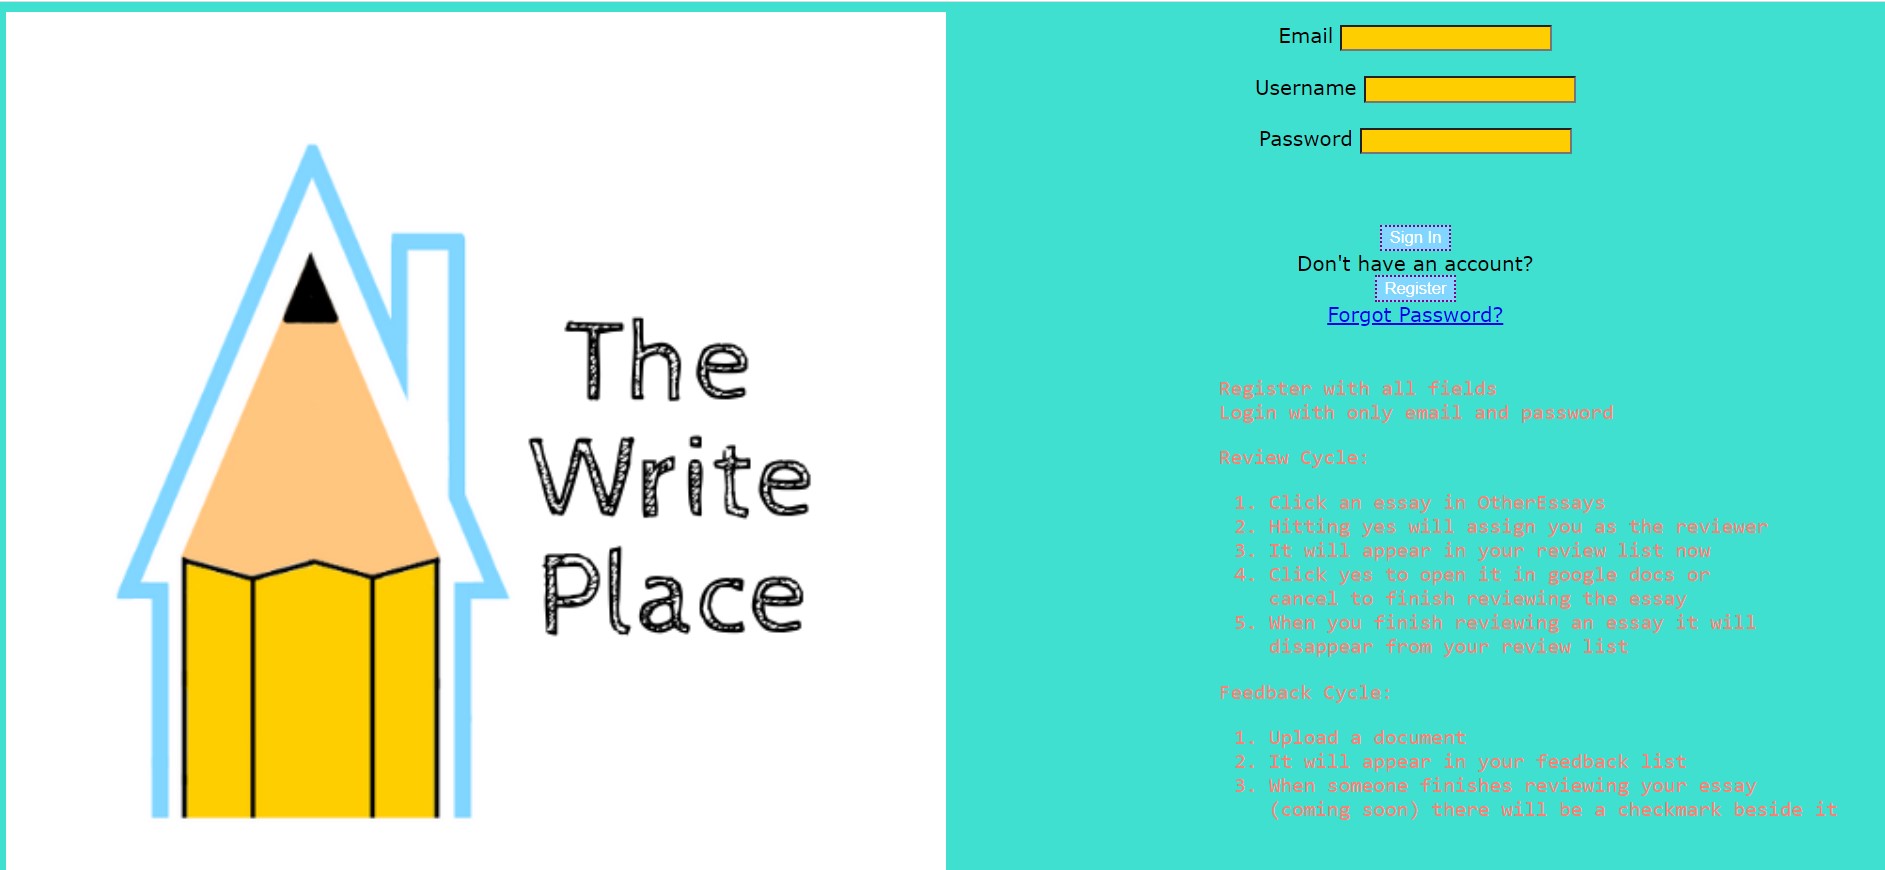 The
Write
Place
Email
Username
Password
Sign In
Don't have an account?
Register
Forgot Password?
Register with all fields
Login with only email and password
Review Cycle:
1. Click an essay in OtherEssays
2. Hitting yes will assign you as the reviewer
3. It will appear in your review list now
4. Click yes to open it in google docs or
cancel to finish reviewing the essay
5. When you finish reviewing an essay it will
disappear from your review list
Feedback Cycle:
1. Upload a document
2. It will appear in your feedback list
3. When someone finishes reviewing your essay
(coming soon) there will be a checkmark beside it